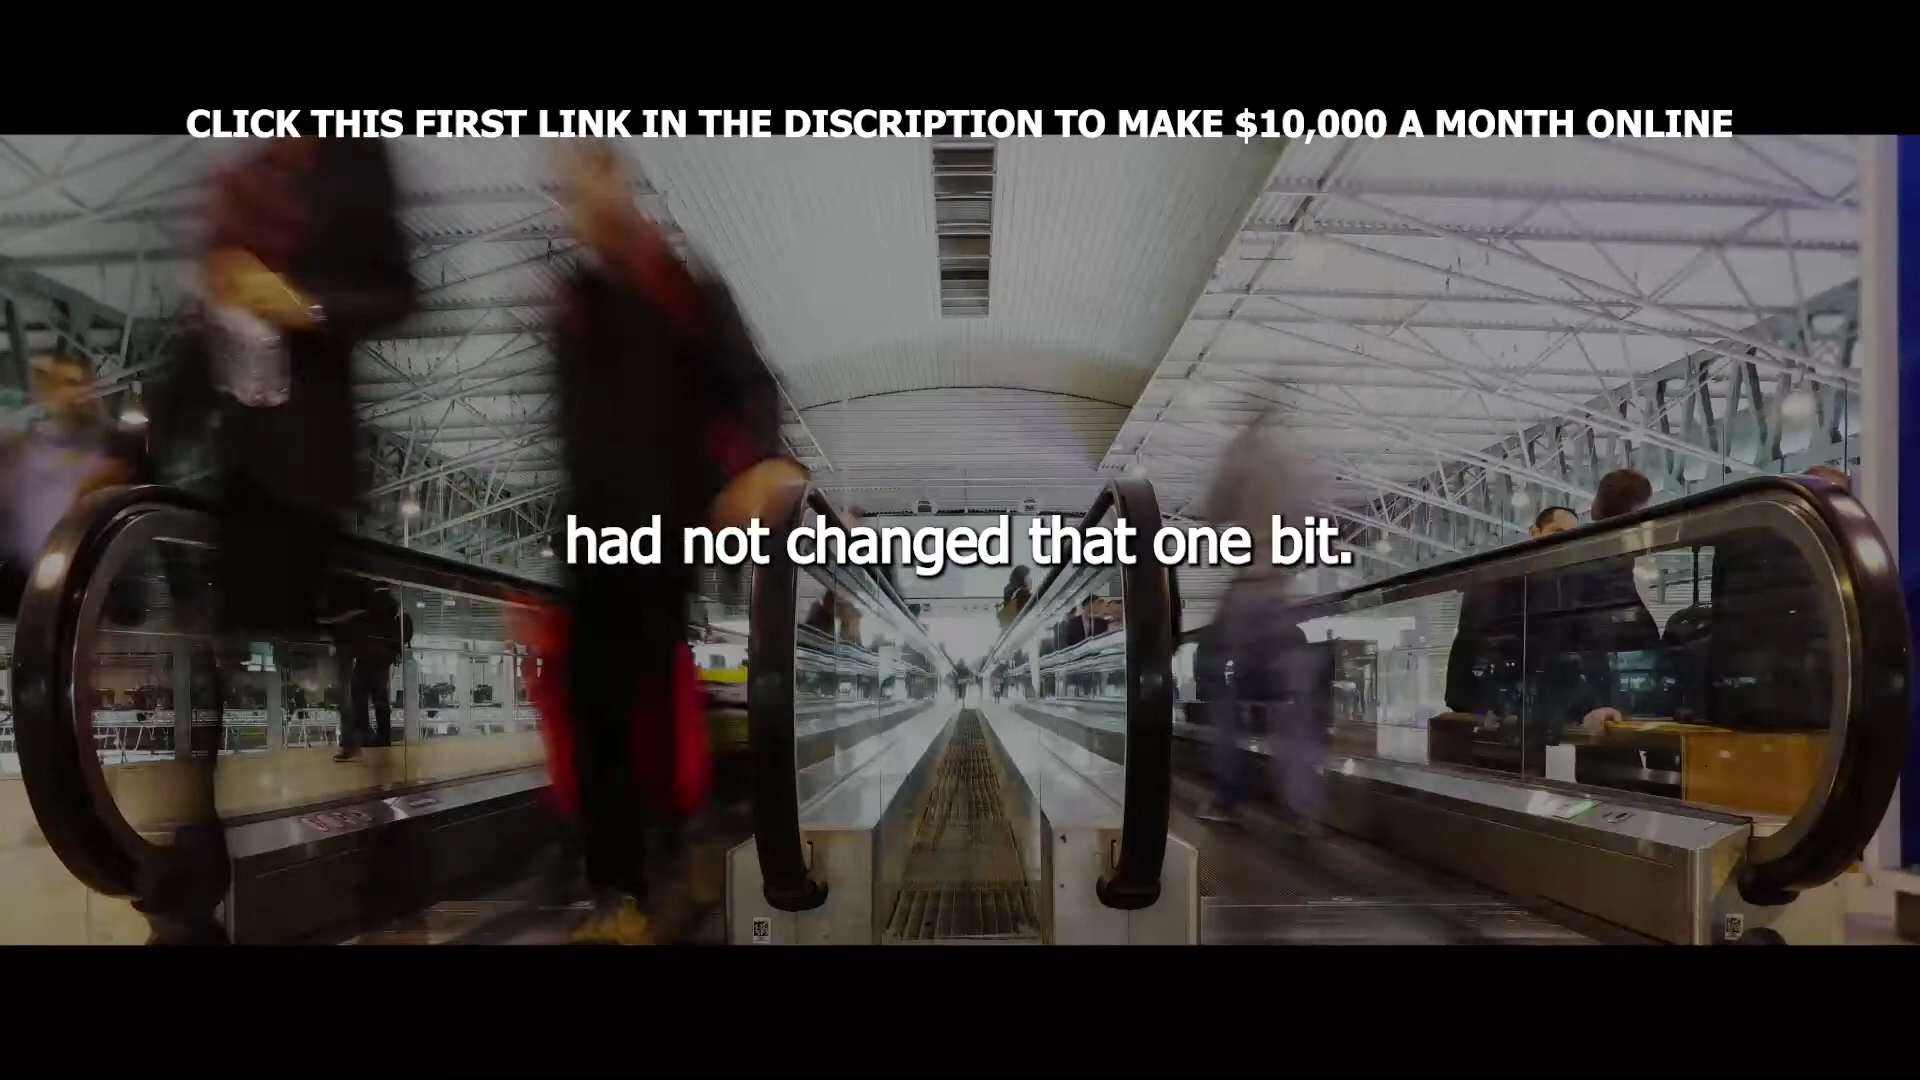 CLICK THIS FIRST LINK IN THE DISCRIPTION TO MAKE $10,000 A MONTH ONLINE
had not changed that one bit.